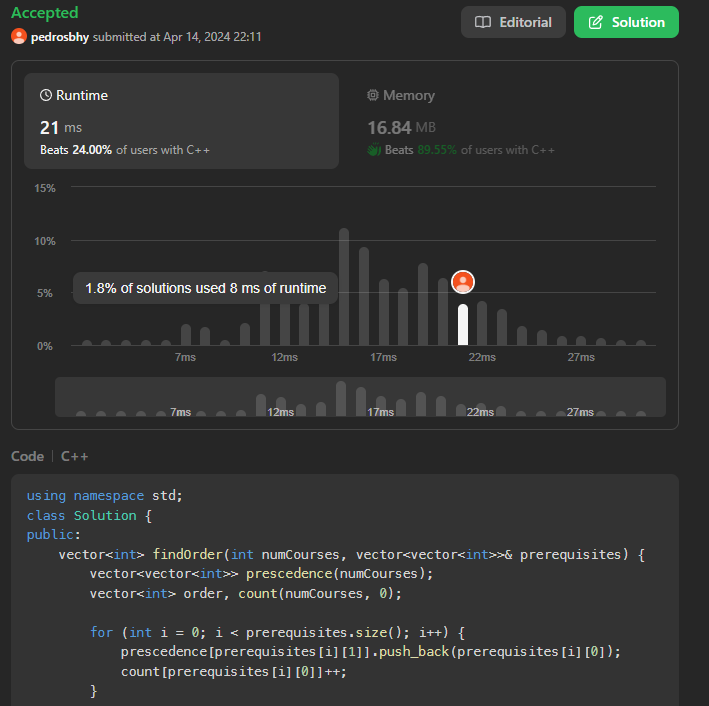 Accepted
Editorial
Solution
pedrosbhy submitted at Apr 14, 2024 22:11
Runtime
Memory
21 ms
16.84 MB
Beats 24.00% of users with C++
Beats 89.55% of users with C++
15%
10%
1.8% of solutions used 8 ms of runtime
5%
0%
7ms 12ms 17ms 22ms 27ms
7ms 12ms 17ms 22ms 27ms
Code | C++
using namespace std;
class Solution {
public:
    vector<int> findOrder(int numCourses, vector<vector<int>>& prerequisites) {
        vector<vector<int>> prescedence(numCourses);
        vector<int> order, count(numCourses, 0);
        for (int i = 0; i < prerequisites.size(); i++) {
            prescedence[prerequisites[i][1]].push_back(prerequisites[i][0]);
            count[prerequisites[i][0]]++;
        }